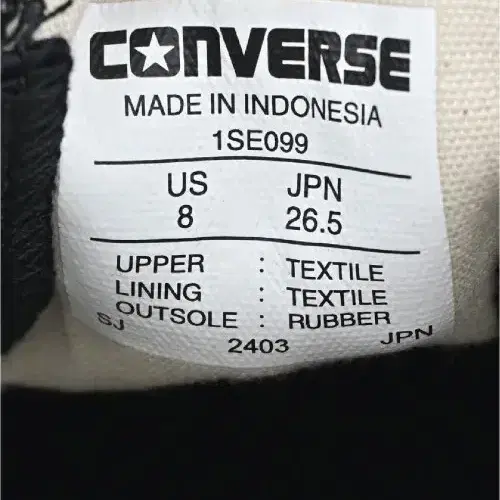 CONVERSE
MADE IN INDONESIA
1SE099
US JPN
8 26.5
UPPER : TEXTILE
LINING : TEXTILE
OUTSOLE : RUBBER
SJ 2403 JPN